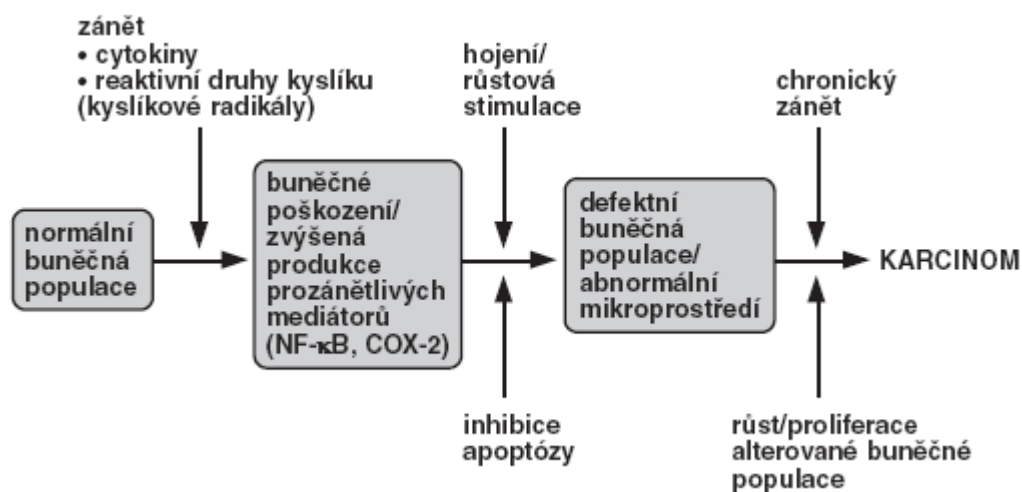 zánět
• cytokiny
• reaktivní druhy kyslíku
(kyslíkové radikály)
hojení/
růstová
stimulace
chronický
zánět
normální
buněčná
populace
buněčné
poškození/
zvýšená
produkce
prozánětlivých
mediátorů
(NF-κB, COX-2)
defektní
buněčná
populace/
abnormální
mikroprostředí
KARCINOM
inhibice
apoptózy
růst/proliferace
alterované buněčné
populace